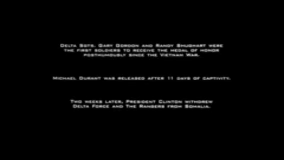 Delta Sgts. Gary Gordon and Randy Shughart were
the first soldiers to receive the Medal of Honor
posthumously since the Vietnam War.
Michael Durant was released after 11 days of captivity.
Two weeks later, President Clinton withdrew
Delta Force and The Rangers from Somalia.